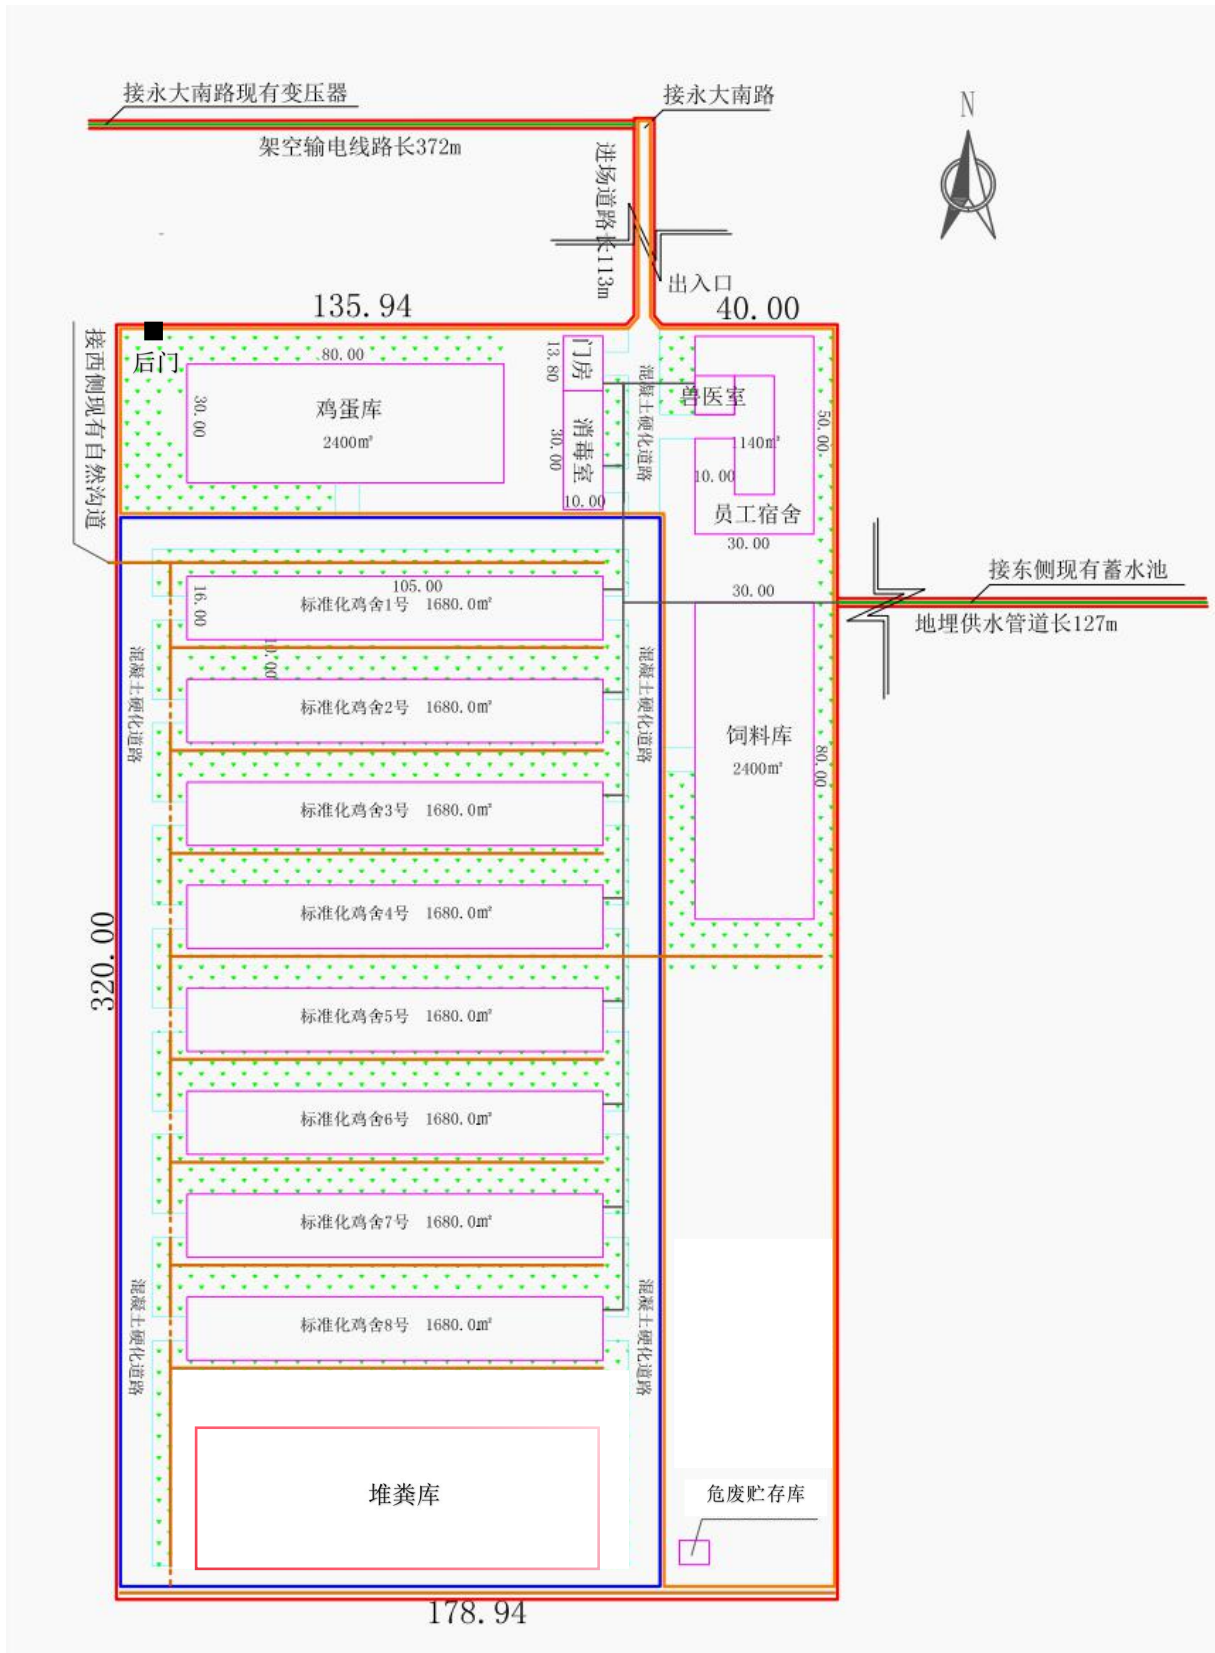 接永大南路现有变压器
接永大南路
N
架空输电线路长372m
进场道路长113m
出入口
135.94
40.00
接西侧现有自然沟道
后门
80.00
30.00
鸡蛋库
2400㎡
13.80
门房
消毒室
30.00
10.00
混凝土硬化道路
兽医室
1140㎡
10.00
50.00
员工宿舍
30.00
接东侧现有蓄水池
地埋供水管道长127m
105.00
16.00
标准化鸡舍1号 1680.0㎡
30.00
10.00
混凝土硬化道路
混凝土硬化道路
标准化鸡舍2号 1680.0㎡
饲料库
2400㎡
80.00
标准化鸡舍3号 1680.0㎡
标准化鸡舍4号 1680.0㎡
320.00
标准化鸡舍5号 1680.0㎡
标准化鸡舍6号 1680.0㎡
标准化鸡舍7号 1680.0㎡
标准化鸡舍8号 1680.0㎡
混凝土硬化道路
混凝土硬化道路
堆粪库
危废贮存库
178.94